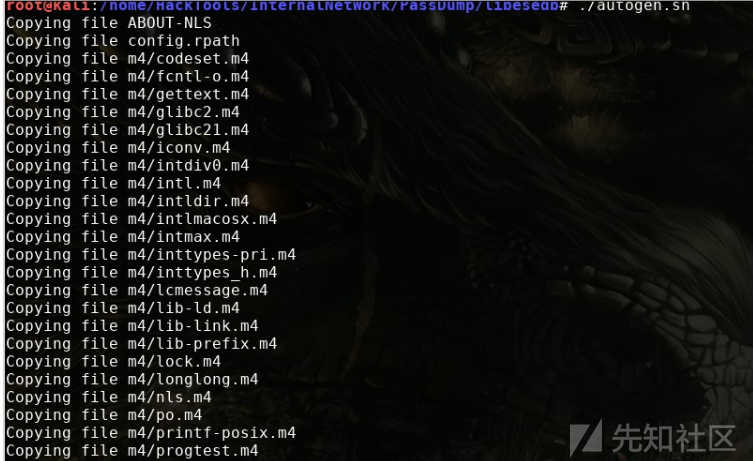 root@kali:/home/HackTools/InternalNetwork/PassDump/libesedb# ./autogen.sh
Copying file ABOUT-NLS
Copying file config.rpath
Copying file m4/codeset.m4
Copying file m4/fcntl-o.m4
Copying file m4/gettext.m4
Copying file m4/glibc2.m4
Copying file m4/glibc21.m4
Copying file m4/iconv.m4
Copying file m4/intdiv0.m4
Copying file m4/intl.m4
Copying file m4/intldir.m4
Copying file m4/intlmacosx.m4
Copying file m4/intmax.m4
Copying file m4/inttypes-pri.m4
Copying file m4/inttypes_h.m4
Copying file m4/lcmessage.m4
Copying file m4/lib-ld.m4
Copying file m4/lib-link.m4
Copying file m4/lib-prefix.m4
Copying file m4/lock.m4
Copying file m4/longlong.m4
Copying file m4/nls.m4
Copying file m4/po.m4
Copying file m4/printf-posix.m4
Copying file m4/progtest.m4
先知社区